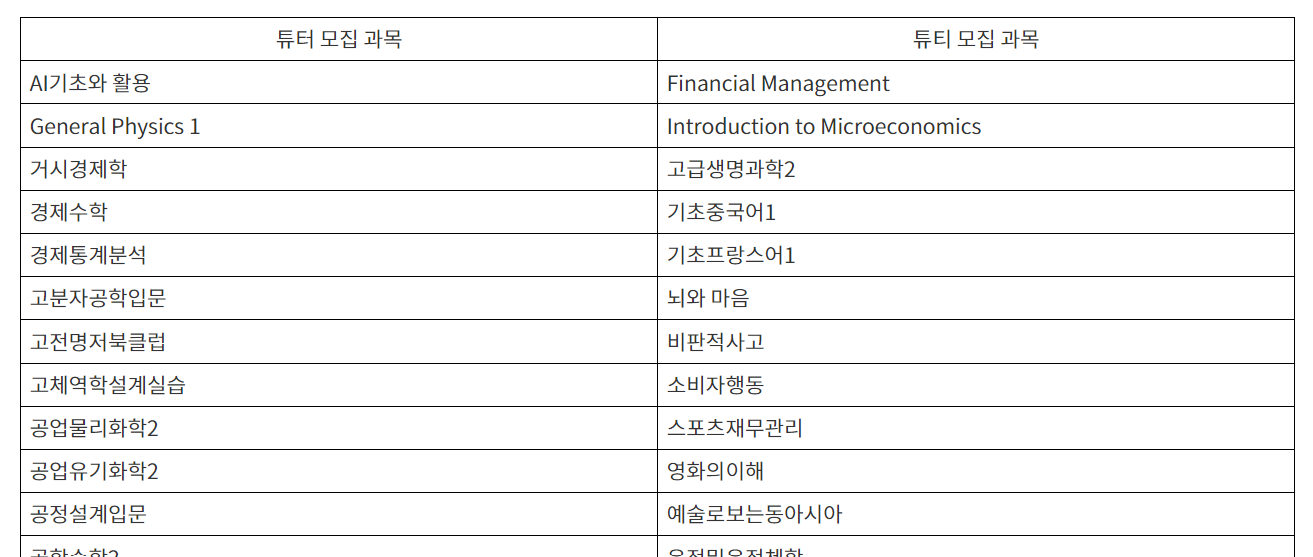 튜터 모집 과목 튜티 모집 과목
AI기초와 활용 Financial Management
General Physics 1 Introduction to Microeconomics
거시경제학 고급생명과학2
경제수학 기초중국어1
경제통계분석 기초프랑스어1
고분자공학입문 뇌와 마음
고전명저북클럽 비판적사고
고체역학설계실습 소비자행동
공업물리화학2 스포츠재무관리
공업유기화학2 영화의이해
공정설계입문 예술로보는동아시아